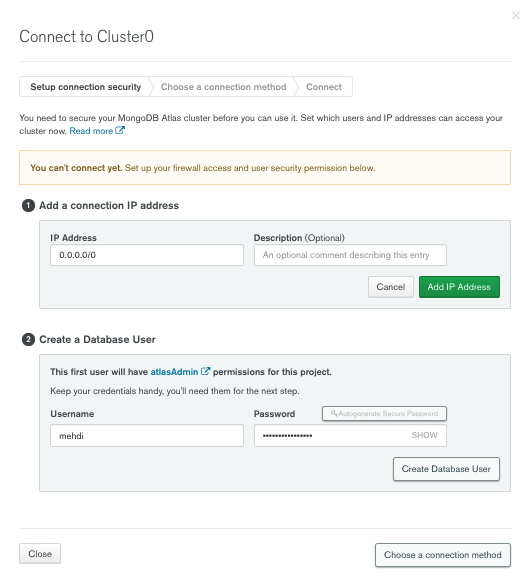 Connect to Cluster0
Setup connection security
Choose a connection method
Connect
You need to secure your MongoDB Atlas cluster before you can use it. Set which users and IP addresses can access your
cluster now. Read more
You can't connect yet. Set up your firewall access and user security permission below.
1 Add a connection IP address
IP Address
Description (Optional)
0.0.0.0/0
An optional comment describing this entry
Cancel
Add IP Address
2 Create a Database User
This first user will have atlasAdmin permissions for this project.
Keep your credentials handy, you'll need them for the next step.
Username
Password
Autogenerate Secure Password
mehdi
SHOW
Create Database User
Close
Choose a connection method